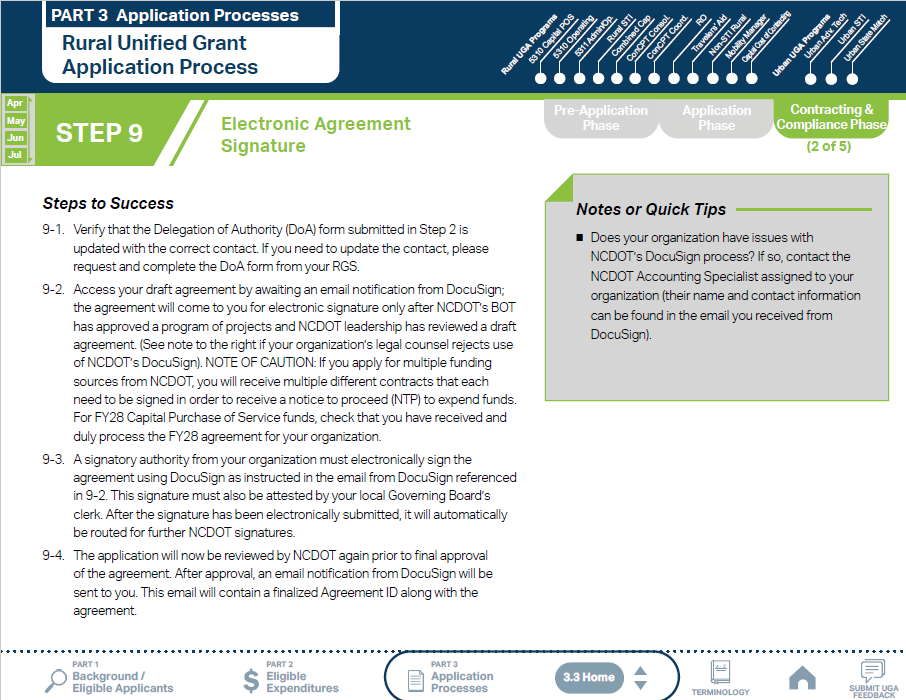 PART 3 Application Processes
Rural Unified Grant
Application Process
Rural UGA Programs
5310 Capital POS
5310 Operating
5311 Admin/Op.
Rural STI
Combined Cap.
ConCPT Consol.
ConCPT Coord.
RO
Travelers' Aid
Non-STI Rural
Mobility Manager
Capital Cost of Contracting
Urban UGA Programs
Urban Adv. Tech
Urban STI
Urban State Match
Apr
May
Jun
Jul
STEP 9
Electronic Agreement
Signature
Pre-Application
Phase
Application
Phase
Contracting &
Compliance Phase
(2 of 5)
Steps to Success
9-1. Verify that the Delegation of Authority (DoA) form submitted in Step 2 is
updated with the correct contact. If you need to update the contact, please
request and complete the DoA form from your RGS.
9-2. Access your draft agreement by awaiting an email notification from DocuSign;
the agreement will come to you for electronic signature only after NCDOT's BOT
has approved a program of projects and NCDOT leadership has reviewed a draft
agreement. (See note to the right if your organization's legal counsel rejects use
of NCDOT's DocuSign). NOTE OF CAUTION: If you apply for multiple funding
sources from NCDOT, you will receive multiple different contracts that each
need to be signed in order to receive a notice to proceed (NTP) to expend funds.
For FY28 Capital Purchase of Service funds, check that you have received and
duly process the FY28 agreement for your organization.
9-3. A signatory authority from your organization must electronically sign the
agreement using DocuSign as instructed in the email from DocuSign referenced
in 9-2. This signature must also be attested by your local Governing Board's
clerk. After the signature has been electronically submitted, it will automatically
be routed for further NCDOT signatures.
9-4. The application will now be reviewed by NCDOT again prior to final approval
of the agreement. After approval, an email notification from DocuSign will be
sent to you. This email will contain a finalized Agreement ID along with the
agreement.
Notes or Quick Tips
■ Does your organization have issues with
NCDOT's DocuSign process? If so, contact the
NCDOT Accounting Specialist assigned to your
organization (their name and contact information
can be found in the email you received from
DocuSign).
PART 1
Background /
Eligible Applicants
PART 2
Eligible
Expenditures
PART 3
Application
Processes
3.3 Home
TERMINOLOGY
SUBMIT UGA
FEEDBACK